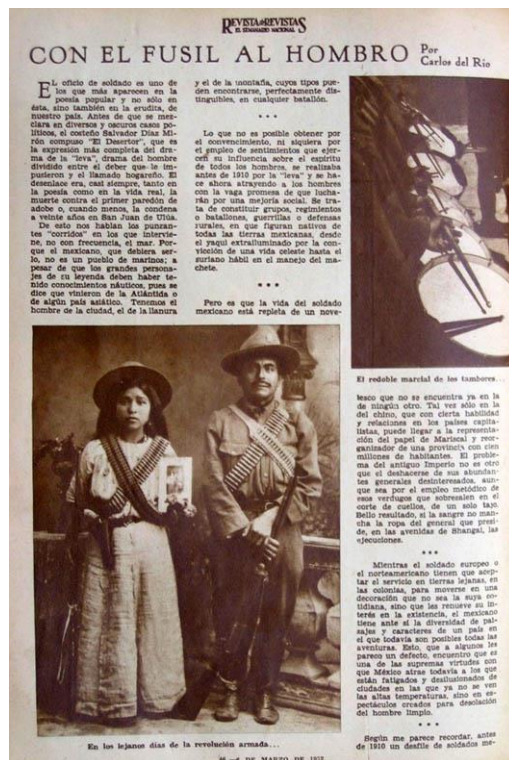 REVISTA de REVISTAS
EL SEMANARIO NACIONAL
CON EL FUSIL AL HOMBRO
Por
Carlos del Río
EL oficio de soldado es uno de
los que más aparecen en la
poesía popular y no sólo en
ésta, sino también en la erudita, de
nuestro país. Antes de que se mez-
clara en diversos y oscuros casos po-
líticos, el costeño Salvador Díaz Mi-
rón compuso "El Desertor", que es
la expresión más completa del dra-
ma de la "leva", drama del hombre
dividido entre el deber que le im-
pusieron y el llamado hogareño. El
desenlace era, casi siempre, tanto en
la poesía como en la vida real, la
muerte contra el primer paredón de
adobe o, cuando menos, la condena
a veinte años en San Juan de Ulúa.
De esto nos hablan los punzan-
tes "corridos" en los que intervie-
ne, no con frecuencia, el mar. Por-
que el mexicano, que debiera ser-
lo, no es un pueblo de marinos; a
pesar de que los grandes persona-
jes de su leyenda deben haber te-
nido conocimientos náuticos, pues se
dice que vinieron de la Atlántida o
de algún país asiático. Tenemos el
hombre de la ciudad, el de la llanura
y el de la montaña, cuyos tipos pue-
den encontrarse, perfectamente dis-
tinguibles, en cualquier batallón.
* * *
Lo que no es posible obtener por
el convencimiento, ni siquiera por
el empleo de sentimientos que ejer-
cen su influencia sobre el espíritu
de todos los hombres, se realizaba
antes de 1910 por la "leva" y se ha-
ce ahora atrayendo a los hombres
con la vaga promesa de que lucha-
rán por una mejoría social. Se tra-
ta de constituir grupos, regimientos
o batallones, guerrillas o defensas
rurales, en que figuran nativos de
todas las tierras mexicanas, desde
el yaqui extrailuminado por la con-
vicción de una vida celeste hasta el
suriano hábil en el manejo del ma-
chete.
* * *
Pero es que la vida del soldado
mexicano está repleta de un nove-
El redoble marcial de los tambores...
lesco que no se encuentra ya en la
de ningún otro. Tal vez sólo en la
del chino, que con cierta habilidad
y relaciones en los países capita-
listas, puede llegar a la representa-
ción del papel de Mariscal y reor-
ganizador de una provincia con cien
millones de habitantes. El proble-
ma del antiguo Imperio no es otro
que el deshacerse de sus abundan-
tes generales desinteresados, aun-
que sea por el empleo metódico de
esos verdugos que sobresalen en el
corte de cuellos, de un solo tajo.
Bello resultado, si la sangre no man-
cha la ropa del general que presi-
de, en las avenidas de Shangai, las
ejecuciones.
* * *
Mientras el soldado europeo o
el norteamericano tienen que acep-
tar el servicio en tierras lejanas, en
las colonias, para moverse en una
decoración que no sea la suya co-
tidiana, sino que les renueve su in-
terés en la existencia, el mexicano
tiene ante sí la diversidad de pai-
sajes y caracteres de un país en
el que todavía son posibles todas las
aventuras. Esto, que a algunos les
parece un defecto, encuentro que es
una de las supremas virtudes con
que México atrae todavía a los que
están fatigados y desilusionados de
ciudades en las que ya no se ven
las altas temperaturas, sino en es-
pectáculos creados para desolación
del hombre limpio.
* * *
Según me parece recordar, antes
de 1910 un desfile de soldados me-
En los lejanos días de la revolución armada...
DE MARZO DE